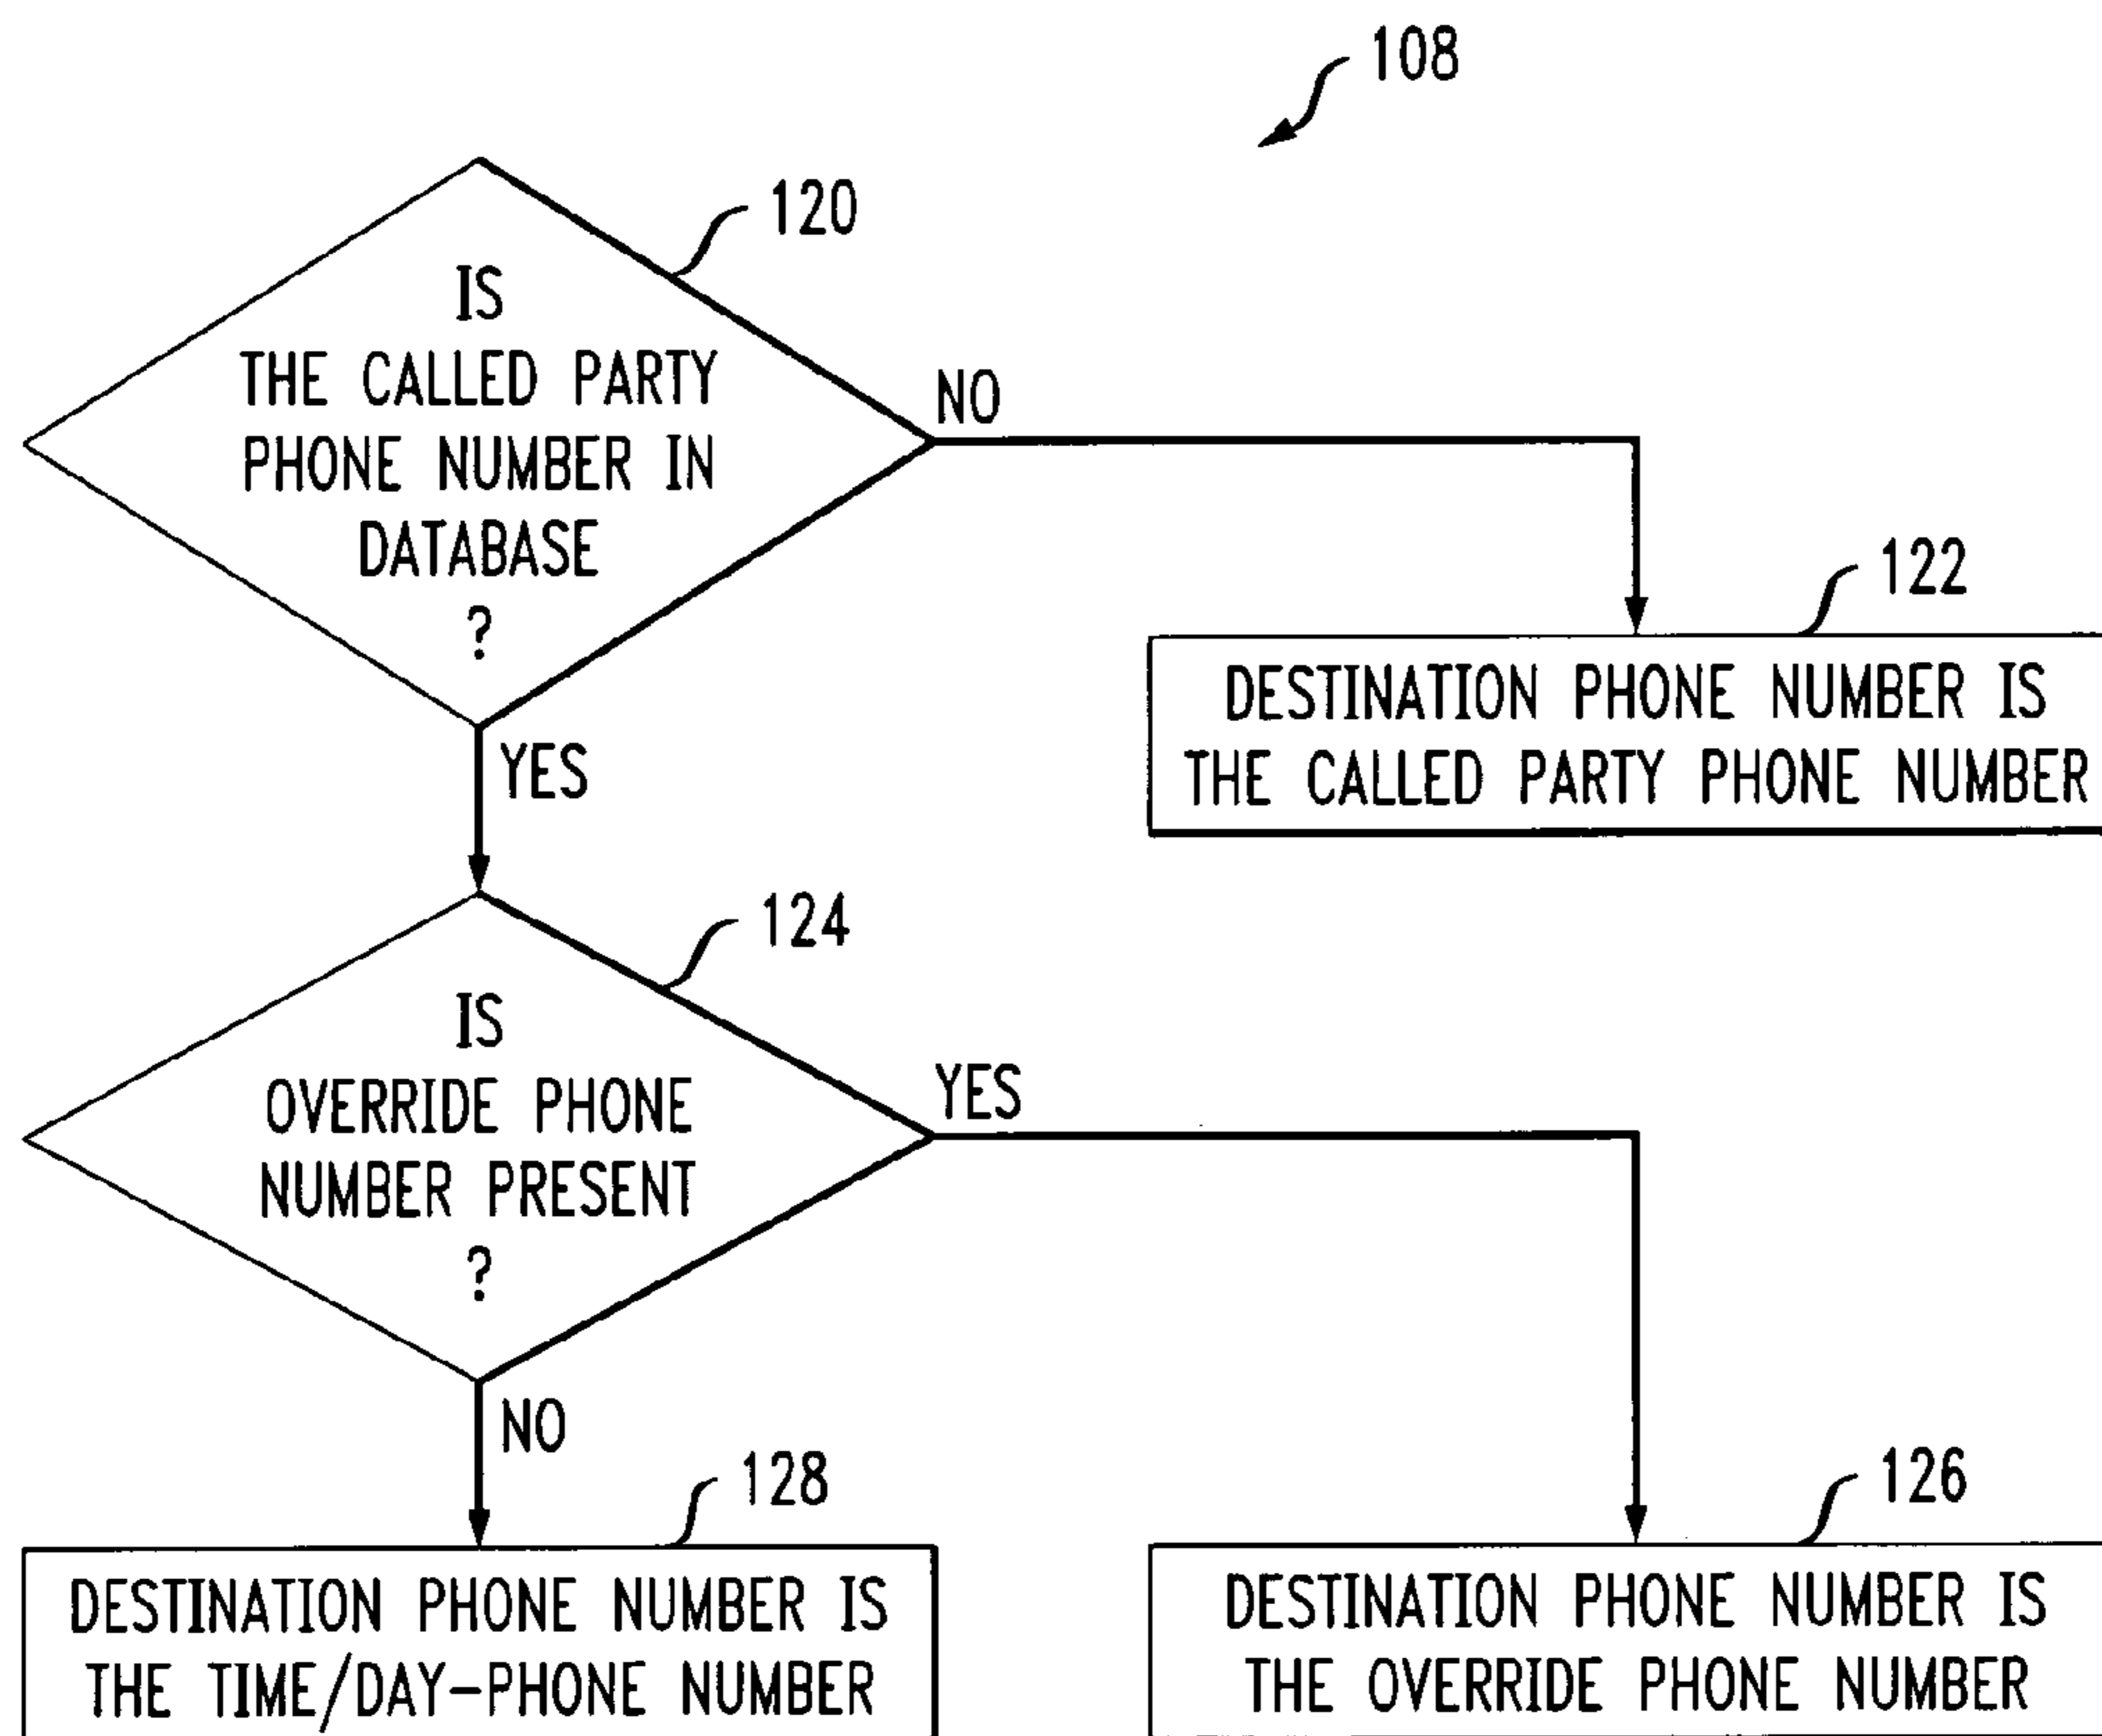 108
120
IS
THE CALLED PARTY
PHONE NUMBER IN
DATABASE
?
NO
YES
122
DESTINATION PHONE NUMBER IS
THE CALLED PARTY PHONE NUMBER
124
IS
OVERRIDE PHONE
NUMBER PRESENT
?
YES
NO
128
DESTINATION PHONE NUMBER IS
THE TIME/DAY-PHONE NUMBER
126
DESTINATION PHONE NUMBER IS
THE OVERRIDE PHONE NUMBER